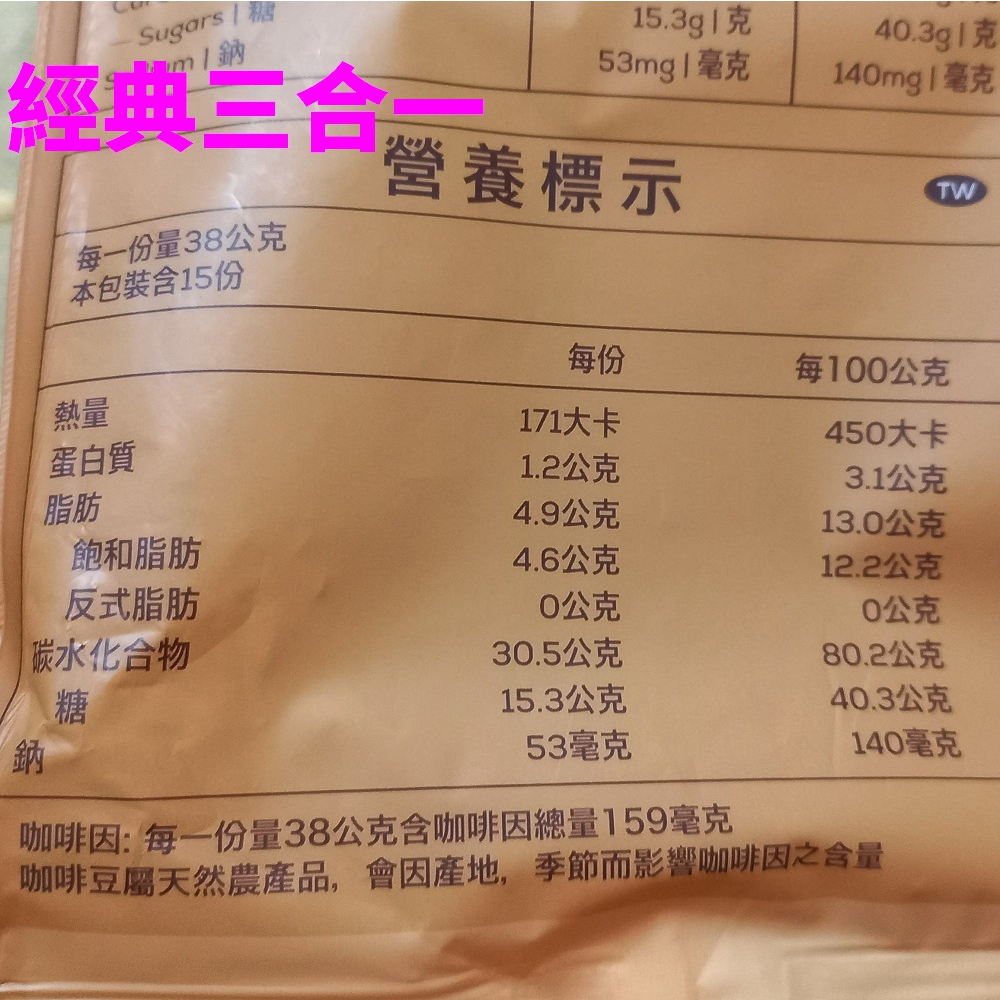 — Sugars | 糖
15.3g | 克
40.3g | 克
鈉
53mg | 毫克
140mg | 毫克
經典三合一
營養標示
TW
每一份量38公克
本包裝含15份
每份
每100公克
熱量
171大卡
450大卡
蛋白質
1.2公克
3.1公克
脂肪
4.9公克
13.0公克
飽和脂肪
4.6公克
12.2公克
反式脂肪
0公克
0公克
碳水化合物
30.5公克
80.2公克
糖
15.3公克
40.3公克
鈉
53毫克
140毫克
咖啡因: 每一份量38公克含咖啡因總量159毫克
咖啡豆屬天然農產品, 會因產地, 季節而影響咖啡因之含量